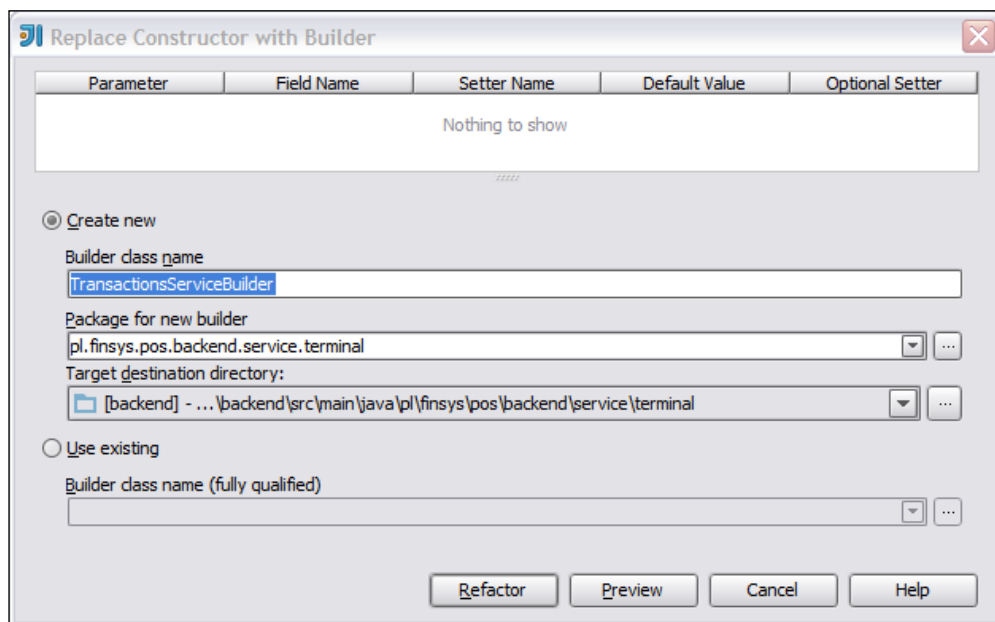 Replace Constructor with Builder
Parameter Field Name Setter Name Default Value Optional Setter
Nothing to show
Create new
Builder class name
TransactionsServiceBuilder
Package for new builder
pl.finsys.pos.backend.service.terminal
...
Target destination directory:
[backend] - ...\backend\src\main\java\pl\finsys\pos\backend\service\terminal
...
Use existing
Builder class name (fully qualified)
...
Refactor Preview Cancel Help